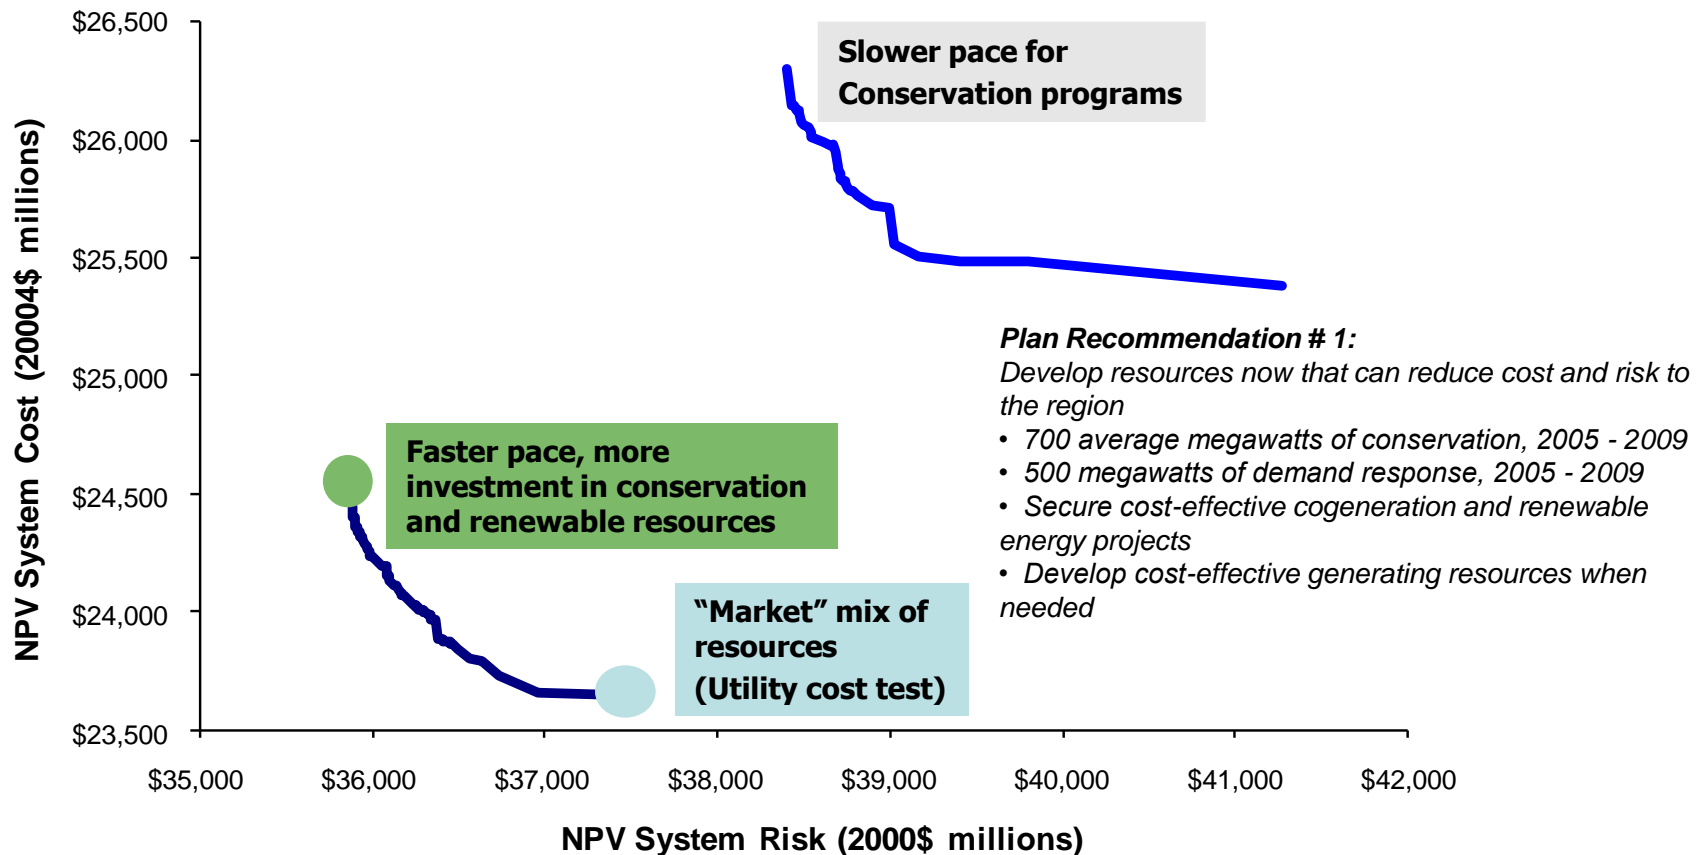 $26,500
$26,000
$25,500
$25,000
$24,500
$24,000
$23,500
NPV System Cost (20004$ millions)
Slower pace for
Conservation programs
Plan Recommendation # 1:
Develop resources now that can reduce cost and risk to
the region
• 700 average megawatts of conservation, 2005 - 2009
• 500 megawatts of demand response, 2005 - 2009
• Secure cost-effective cogeneration and renewable
energy projects
• Develop cost-effective generating resources when
needed
Faster pace, more
investment in conservation
and renewable resources
“Market” mix of
resources
(Utility cost test)
$35,000 $36,000 $37,000 $38,000 $39,000 $40,000 $41,000 $42,000
NPV System Risk (2000$ millions)